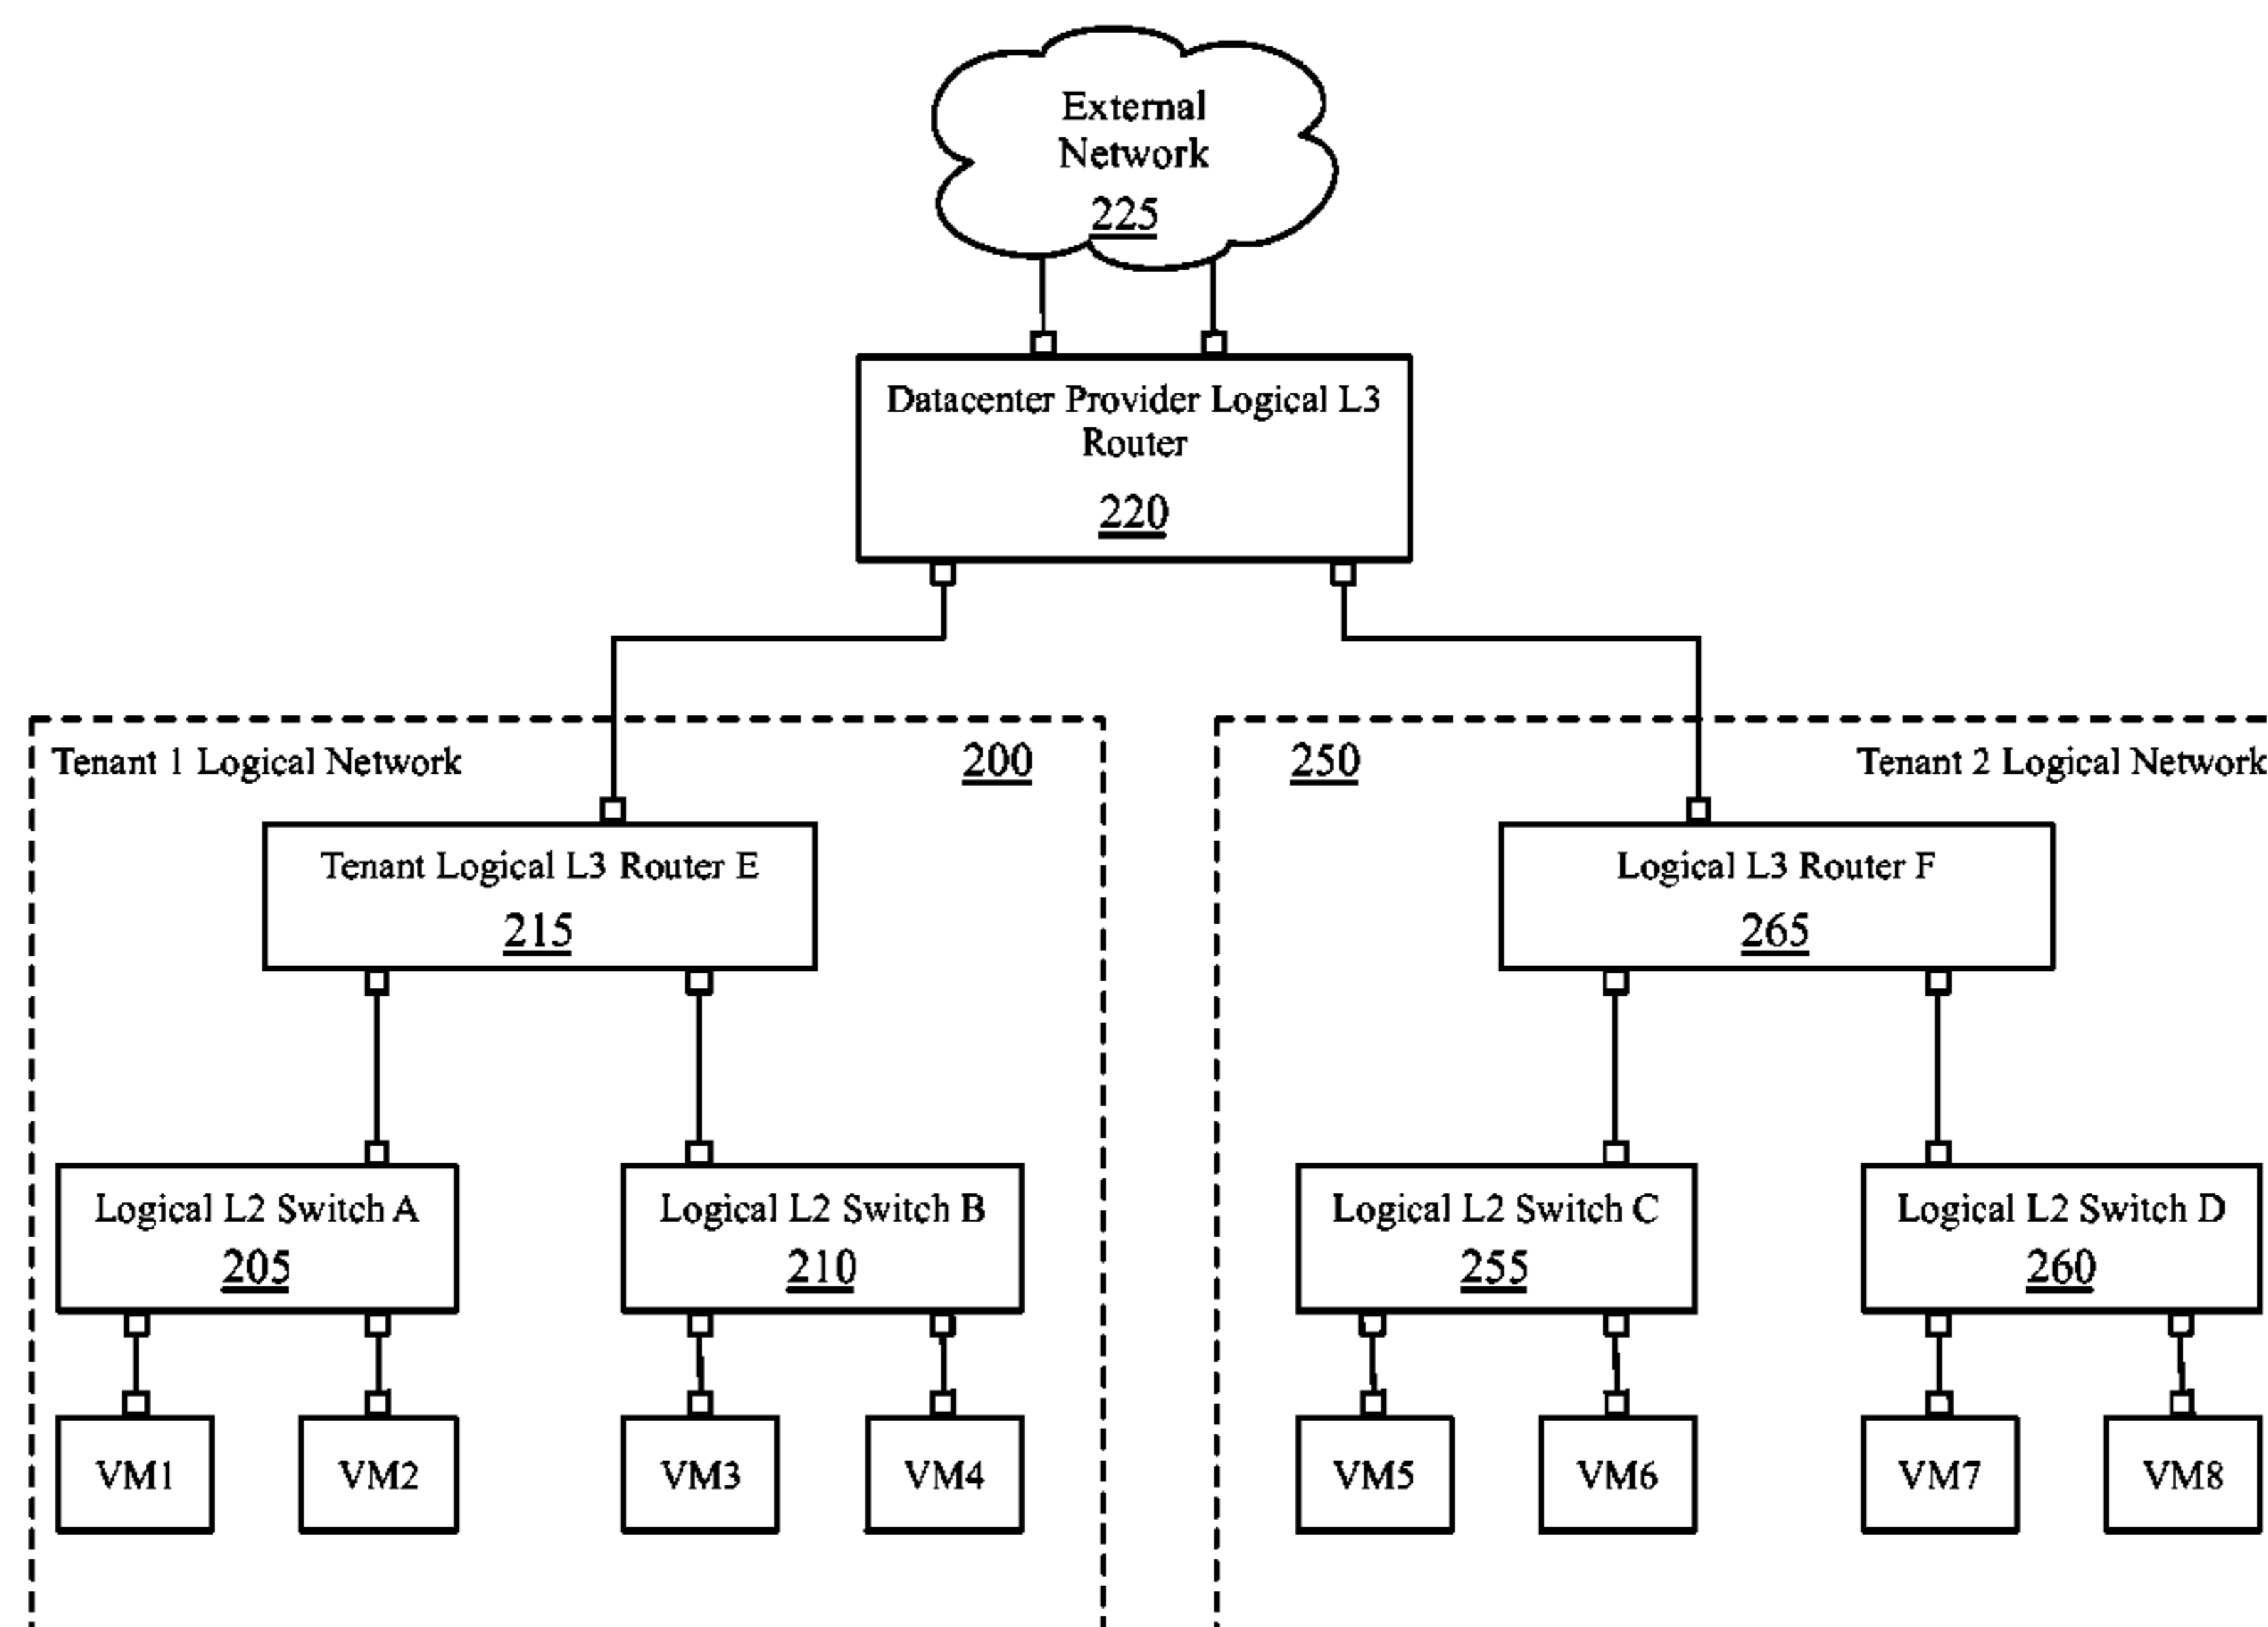 External
Network
225
Datacenter Provider Logical L3
Router
220
Tenant 1 Logical Network
200
250
Tenant 2 Logical Network
Tenant Logical L3 Router E
215
Logical L3 Router F
265
Logical L2 Switch A
205
Logical L2 Switch B
210
Logical L2 Switch C
255
Logical L2 Switch D
260
VM1
VM2
VM3
VM4
VM5
VM6
VM7
VM8